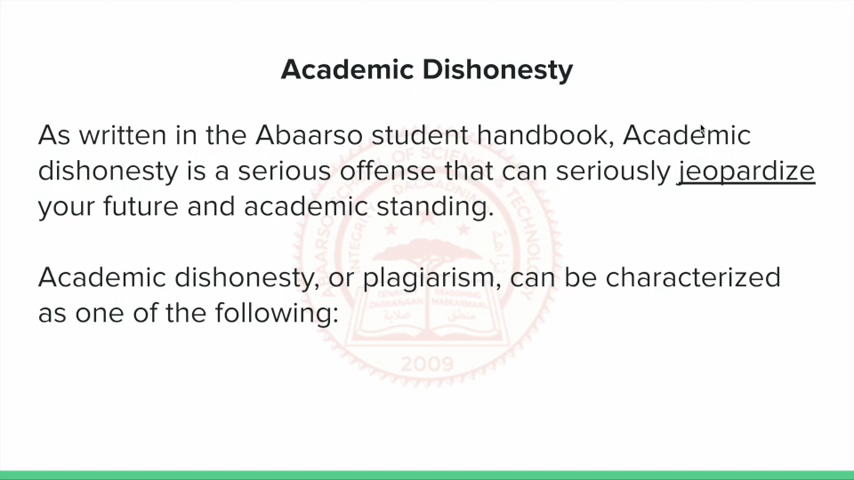 Academic Dishonesty
As written in the Abaarso student handbook, Academic
dishonesty is a serious offense that can seriously jeopardize
your future and academic standing.
Academic dishonesty, or plagiarism, can be characterized
as one of the following:
2009